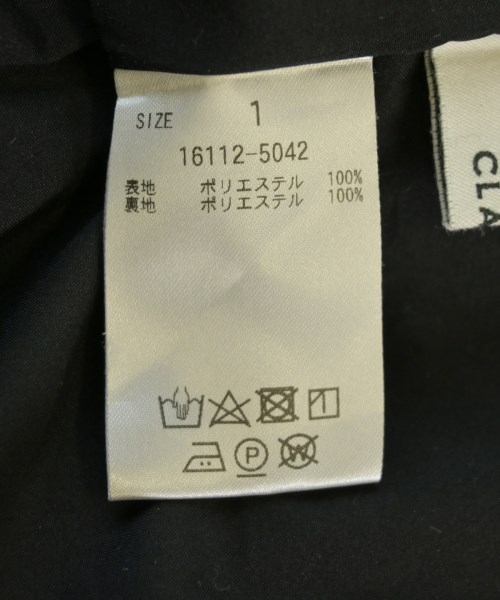 SIZE 1
16112-5042
表地 ポリエステル 100%
裏地 ポリエステル 100%
P
W
CLA